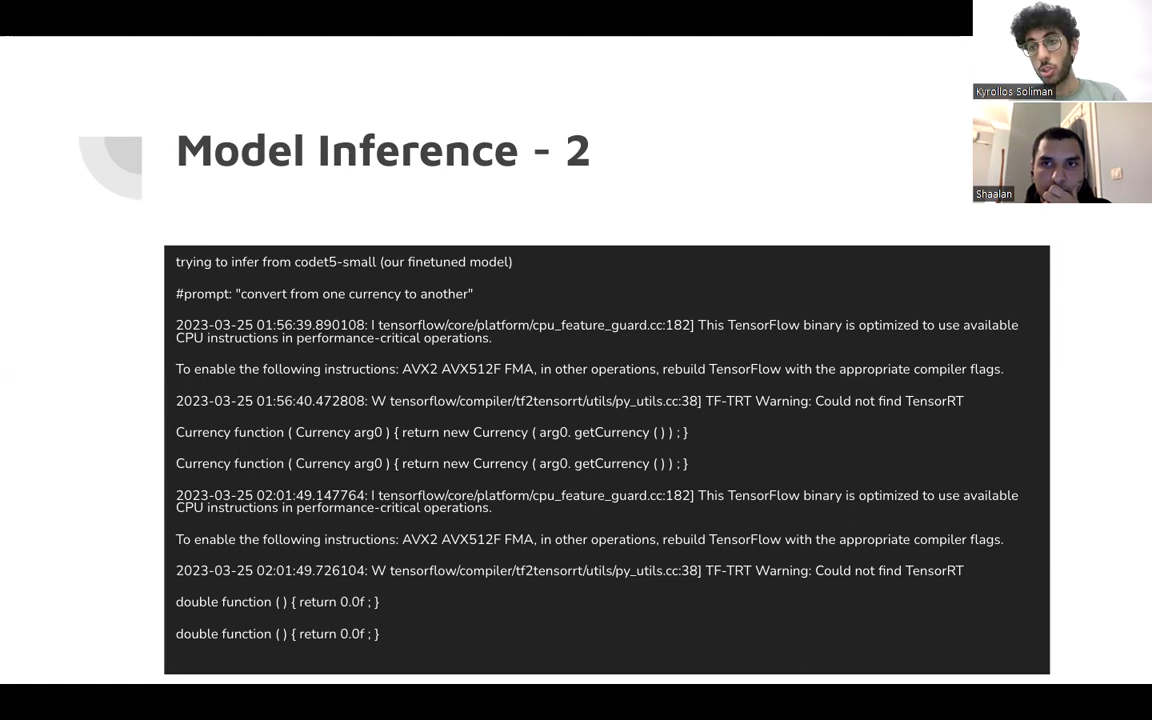 Kyrollos Soliman
Shaalan
Model Inference - 2
trying to infer from codet5-small (our finetuned model)
#prompt: "convert from one currency to another"
2023-03-25 01:56:39.890108: I tensorflow/core/platform/cpu_feature_guard.cc:182] This TensorFlow binary is optimized to use available
CPU instructions in performance-critical operations.
To enable the following instructions: AVX2 AVX512F FMA, in other operations, rebuild TensorFlow with the appropriate compiler flags.
2023-03-25 01:56:40.472808: W tensorflow/compiler/tf2tensorrt/utils/py_utils.cc:38] TF-TRT Warning: Could not find TensorRT
Currency function ( Currency arg0 ) { return new Currency ( arg0. getCurrency ( ) ) ; }
Currency function ( Currency arg0 ) { return new Currency ( arg0. getCurrency ( ) ) ; }
2023-03-25 02:01:49.147764: I tensorflow/core/platform/cpu_feature_guard.cc:182] This TensorFlow binary is optimized to use available
CPU instructions in performance-critical operations.
To enable the following instructions: AVX2 AVX512F FMA, in other operations, rebuild TensorFlow with the appropriate compiler flags.
2023-03-25 02:01:49.726104: W tensorflow/compiler/tf2tensorrt/utils/py_utils.cc:38] TF-TRT Warning: Could not find TensorRT
double function ( ) { return 0.0f ; }
double function ( ) { return 0.0f ; }